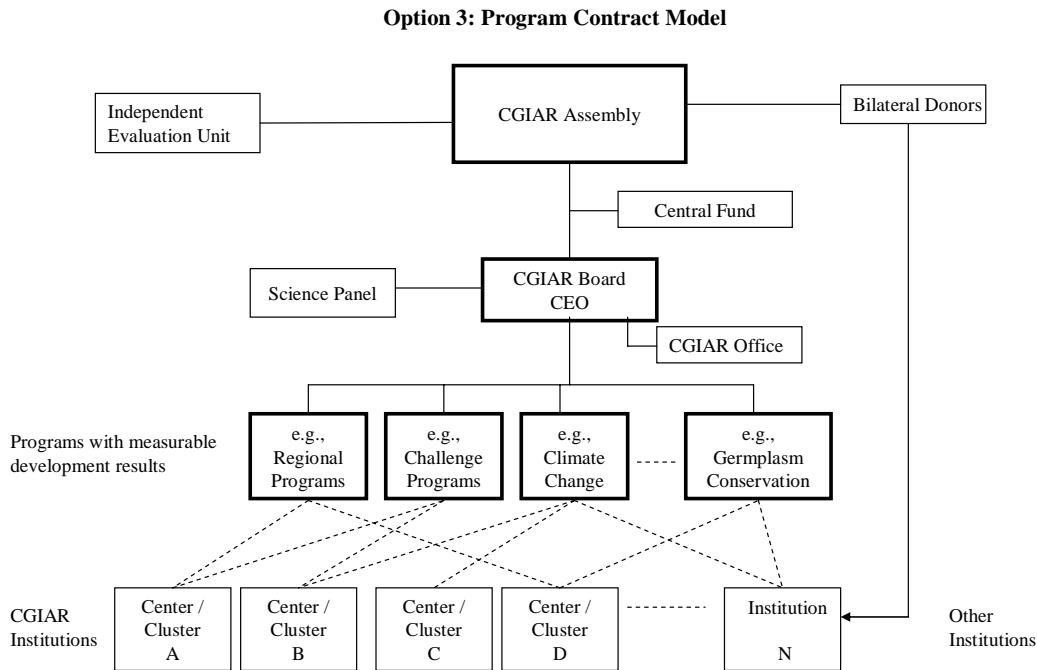 Option 3: Program Contract Model
Independent
Evaluation Unit
CGIAR Assembly
Bilateral Donors
Central Fund
Science Panel
CGIAR Board
CEO
CGIAR Office
Programs with measurable
development results
e.g.,
Regional
Programs
e.g.,
Challenge
Programs
e.g.,
Climate
Change
e.g.,
Germplasm
Conservation
CGIAR
Institutions
Center /
Cluster
A
Center /
Cluster
B
Center /
Cluster
C
Center /
Cluster
D
Institution
N
Other
Institutions